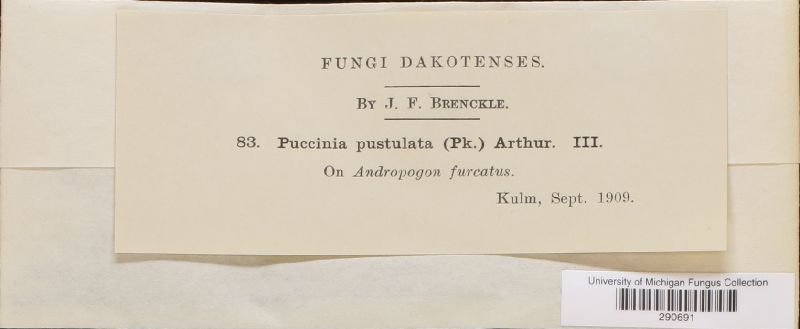 FUNGI DAKOTENSES.
BY J. F. BRENCKLE.
83. Puccinia pustulata (Pk.) Arthur. III.
On Andropogon furcatus.
Kulm, Sept. 1909.
University of Michigan Fungus Collection
290691